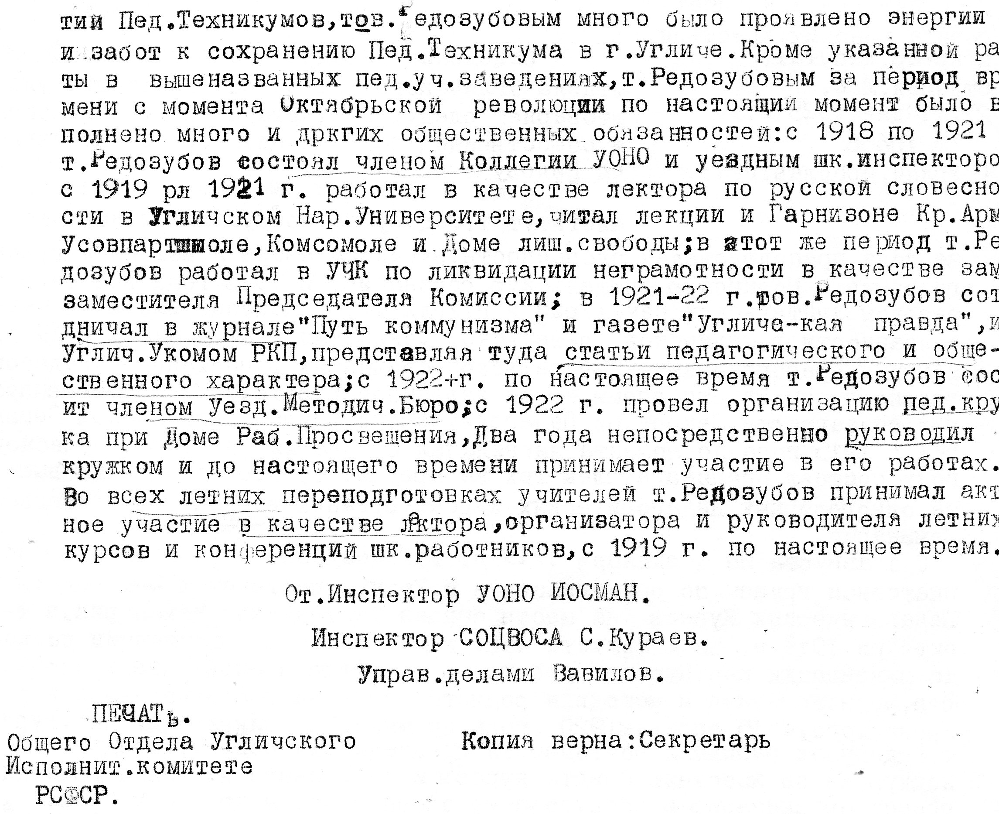 тий Пед.Техникумов,тов.Редозубовым много было проявлено энергии
и забот к сохранению Пед.Техникума в г.Угличе.Кроме указанной ра
ты в вышеназванных пед.уч.заведениях,т.Редозубовым за период вр
мени с момента Октябрьской революции по настоящий момент было в
полнено много и дркгих общественных обязанностей:с 1918 по 1921
т.Редозубов состоял членом Коллегии УОНО и уездным шк.инспекторо
с 1919 рл 1921 г. работал в качестве лектора по русской словесно
сти в Угличском Нар.Университете,читал лекции и Гарнизоне Кр.Арм
Усовпартшколе,Комсомоле и Доме лиш.свободы;в этот же период т.Ре
дозубов работал в УЧК по ликвидации неграмотности в качестве зам
заместителя Председателя Комиссии; в 1921-22 г.тов.Редозубов сот
дничал в журнале"Путь коммунизма" и газете"Угличе-кая правда",и
Углич.Укомом РКП,представляя туда статьи педагогического и обще-
ственного характера;с 1922+г. по настоящее время т.Редозубов сос
ит членом Уезд.Методич.Бюро;с 1922 г. провел организацию пед.кру
ка при Доме Раб.Просвещения,Два года непосредственно руководил
кружком и до настоящего времени принимает участие в его работах.
Во всех летних переподготовках учителей т.Редозубов принимал акт
ное участие в качестве лектора,организатора и руководителя летних
курсов и конференций шк.работников,с 1919 г. по настоящее время.
От.Инспектор УОНО ИОСМАН.
Инспектор СОЦВОСА С.Кураев.
Управ.делами Вавилов.
ПЕЧАТЬ.
Общего Отдела Угличского
Исполнит.комитете
РСФСР.
Копия верна:Секретарь